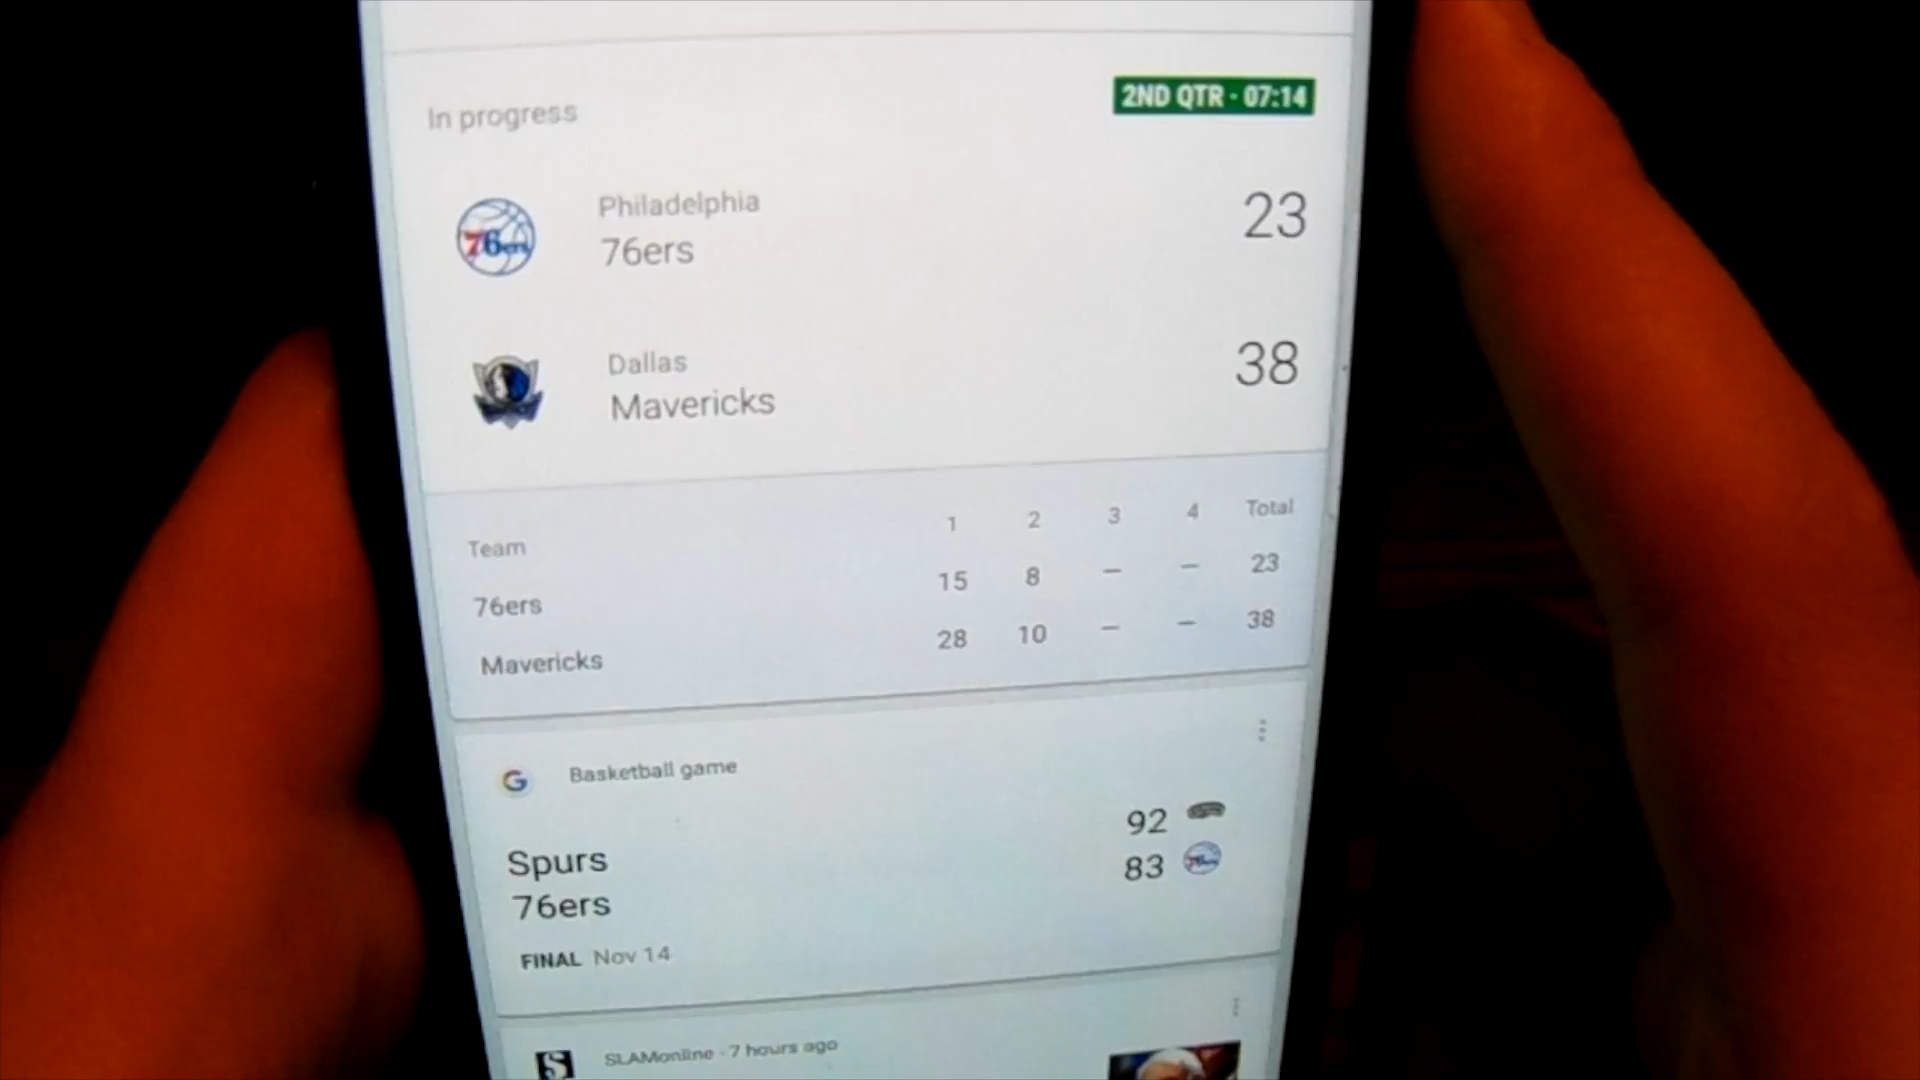 In progress
2ND QTR · 07:14
76ers
Philadelphia
76ers
23
Dallas
Mavericks
38
Team 1 2 3 4 Total
76ers 15 8 – – 23
Mavericks 28 10 – – 38
G Basketball game
Spurs 92
76ers 83 76ers
FINAL Nov 14
S SLAMonline · 7 hours ago